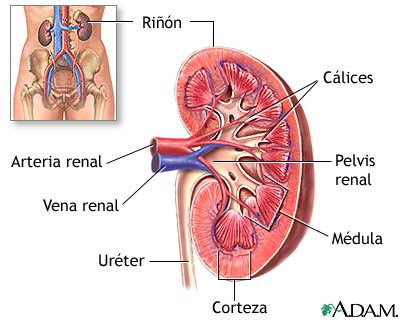 Riñón
Cálices
Arteria renal
Pelvis
renal
Vena renal
Médula
Uréter
Corteza
A.D.A.M.